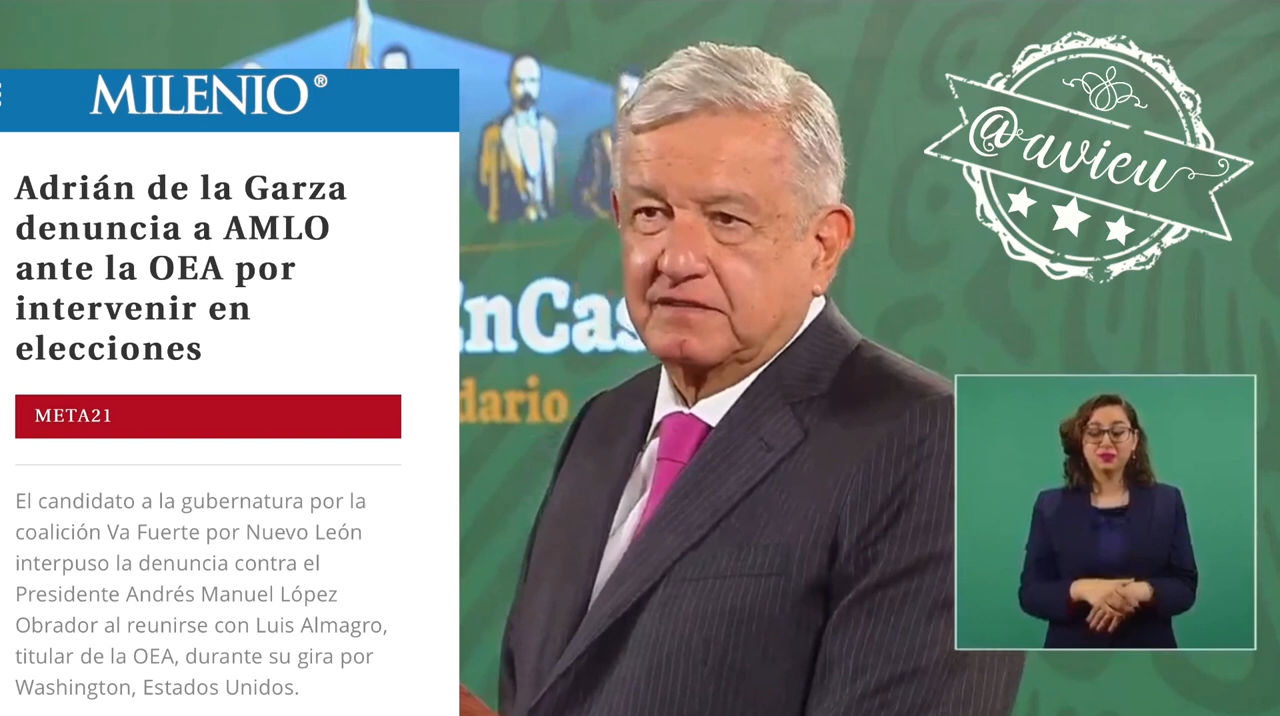 MILENIO®
Adrián de la Garza
denuncia a AMLO
ante la OEA por
intervenir en
elecciones
META21
El candidato a la gubernatura por la
coalición Va Fuerte por Nuevo León
interpuso la denuncia contra el
Presidente Andrés Manuel López
Obrador al reunirse con Luis Almagro,
titular de la OEA, durante su gira por
Washington, Estados Unidos.
EnCas
dario
@avieu